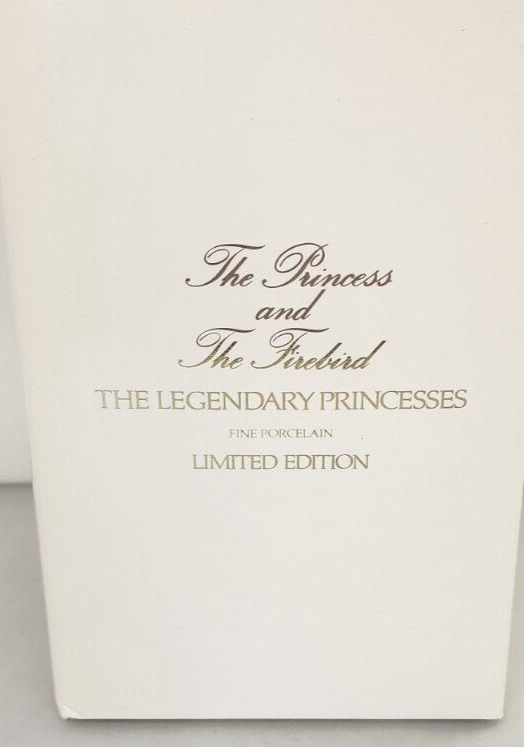 The Princess
and
The Firebird
THE LEGENDARY PRINCESSES
FINE PORCELAIN
LIMITED EDITION